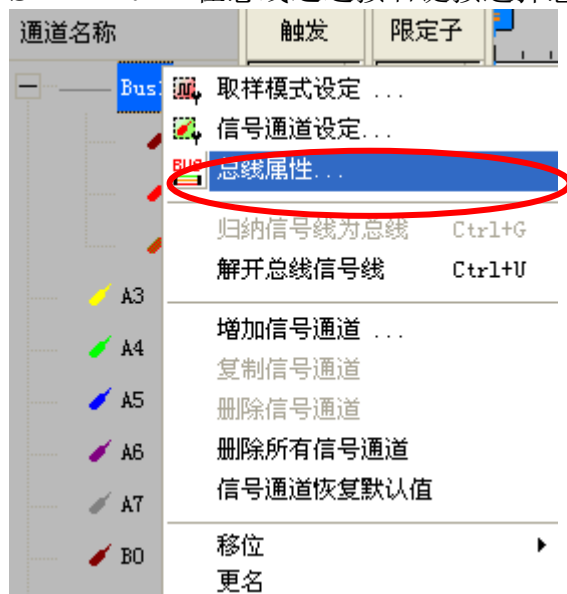 通道名称 触发 限定子
Bus
取样模式设定 ...
信号通道设定...
BUS 总线属性...
归纳信号线为总线 Ctrl+G
解开总线信号线 Ctrl+U
A3
增加信号通道 ...
A4
复制信号通道
A5
删除信号通道
A6
删除所有信号通道
A7
信号通道恢复默认值
B0
移位
更名